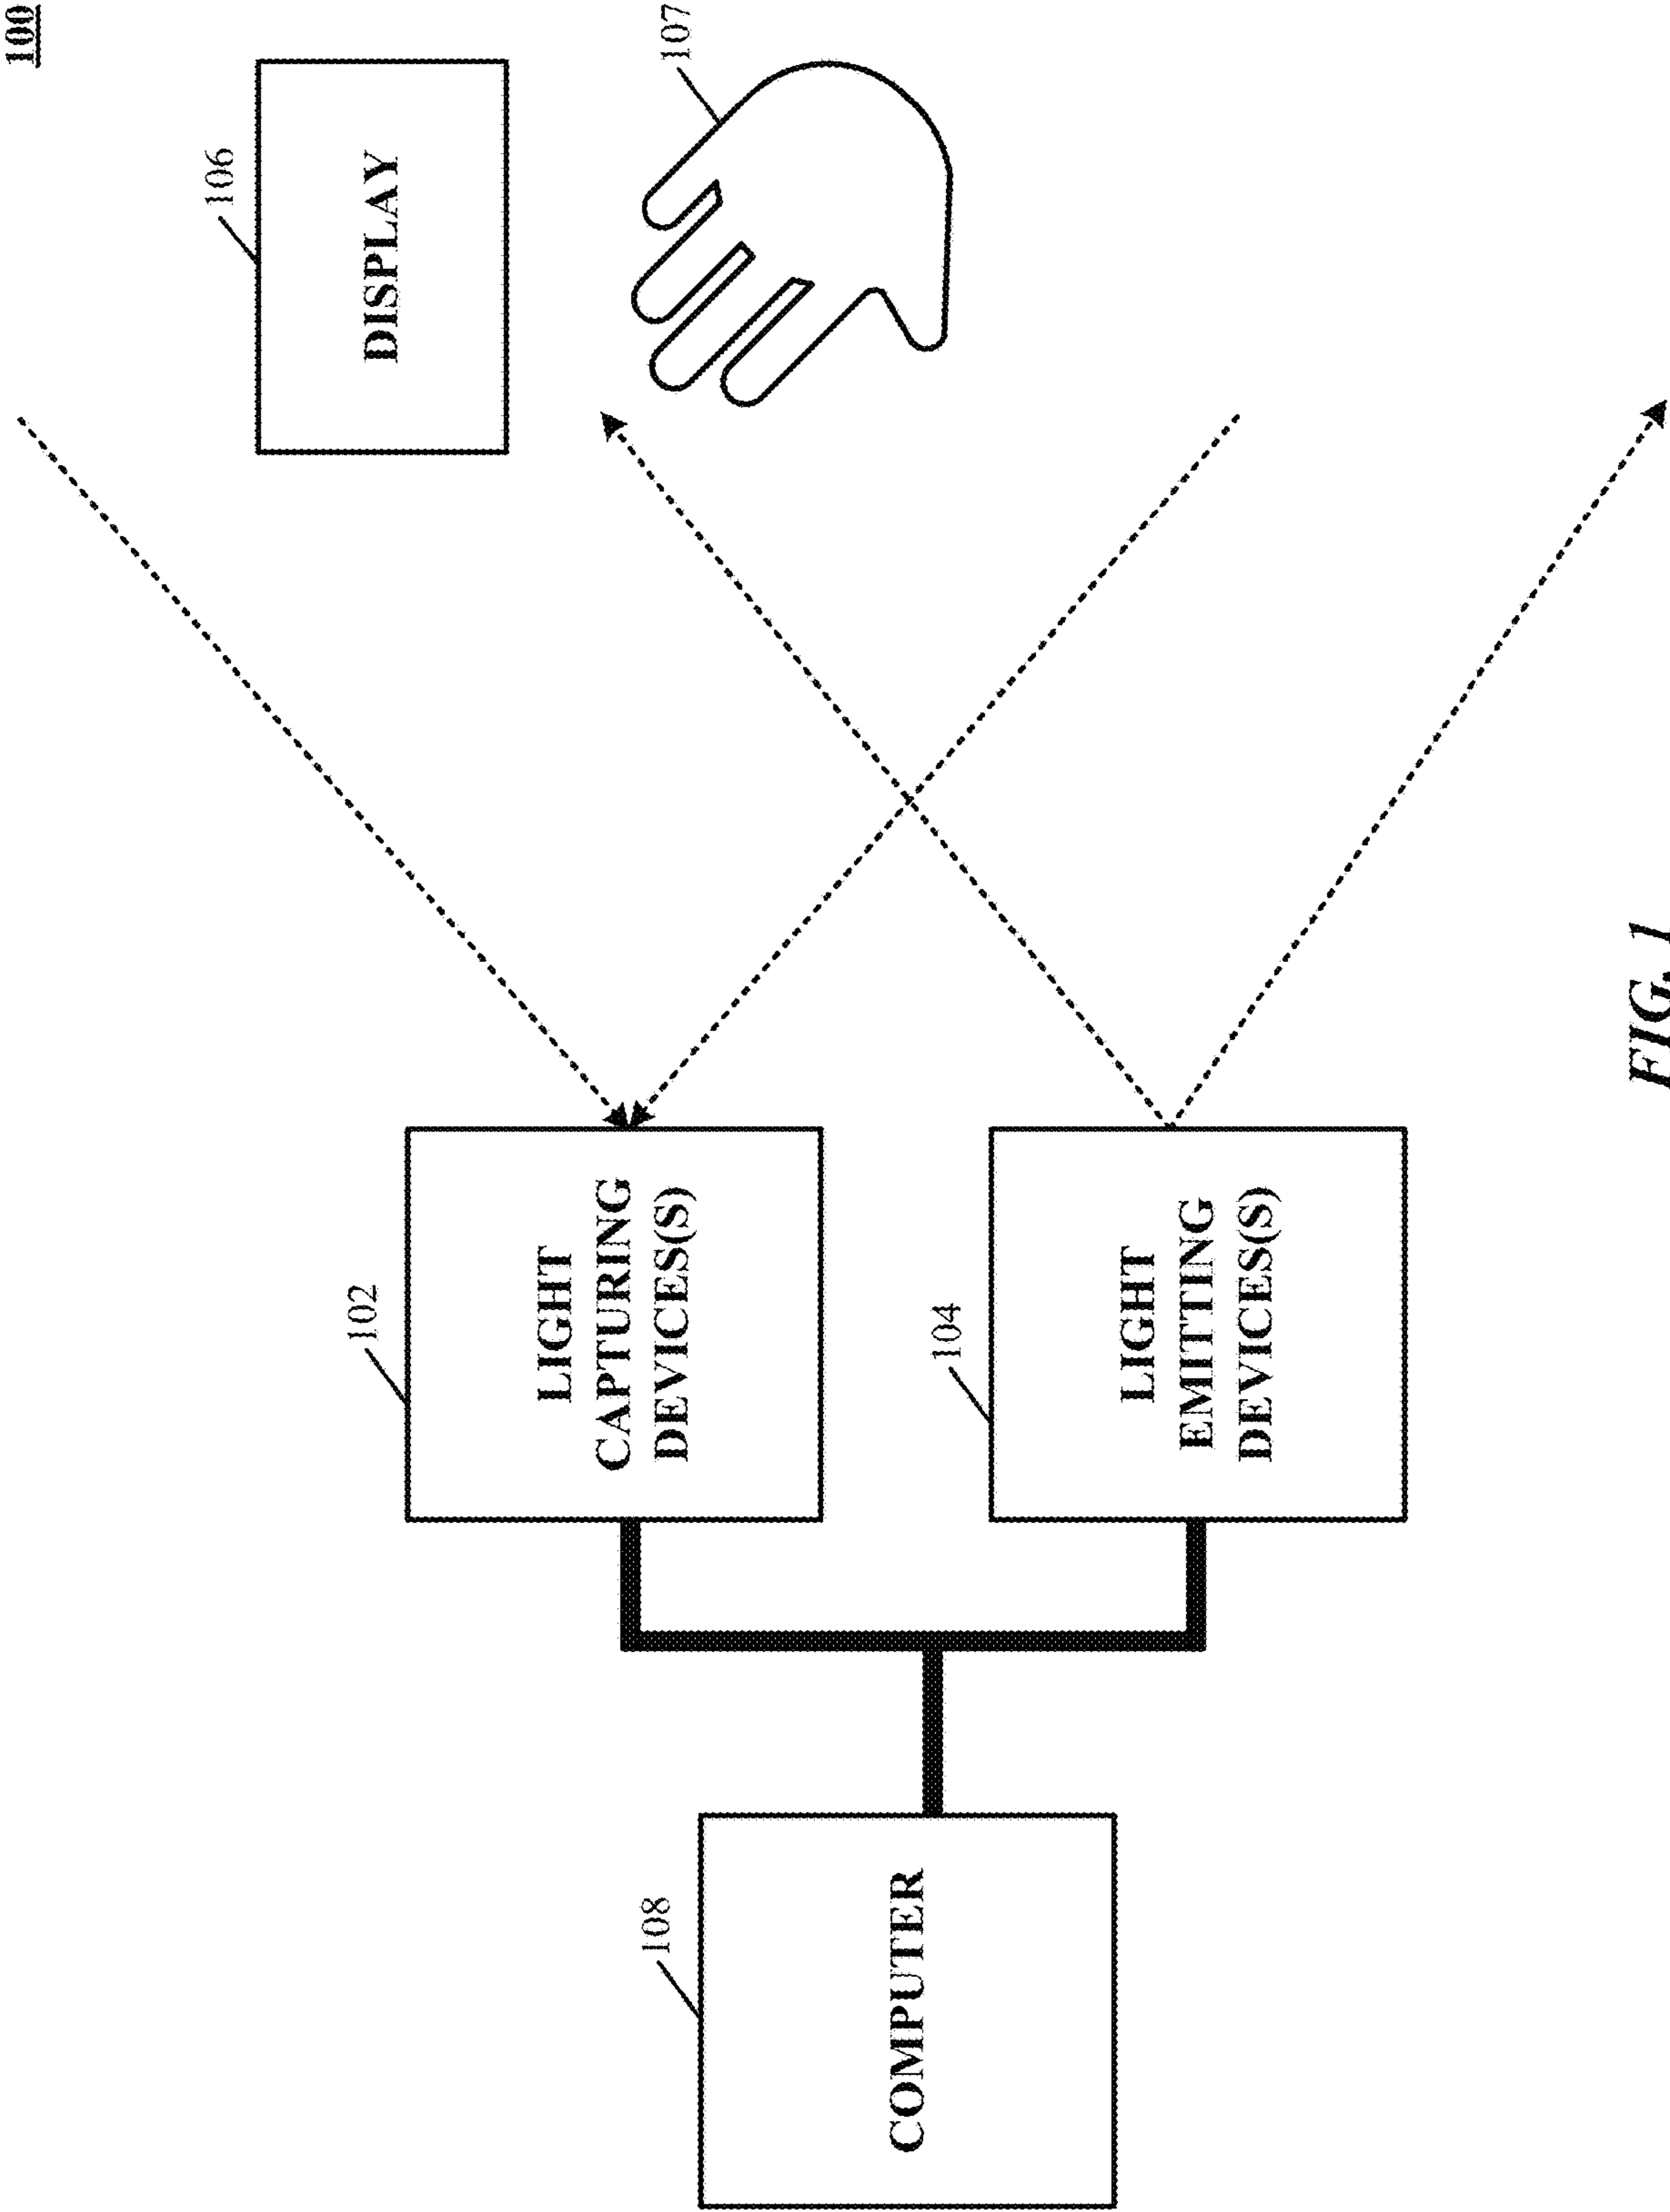 100
106
DISPLAY
107
102
LIGHT
CAPTURING
DEVICES(S)
104
LIGHT
EMITTING
DEVICES(S)
108
COMPUTER
FIG. 1